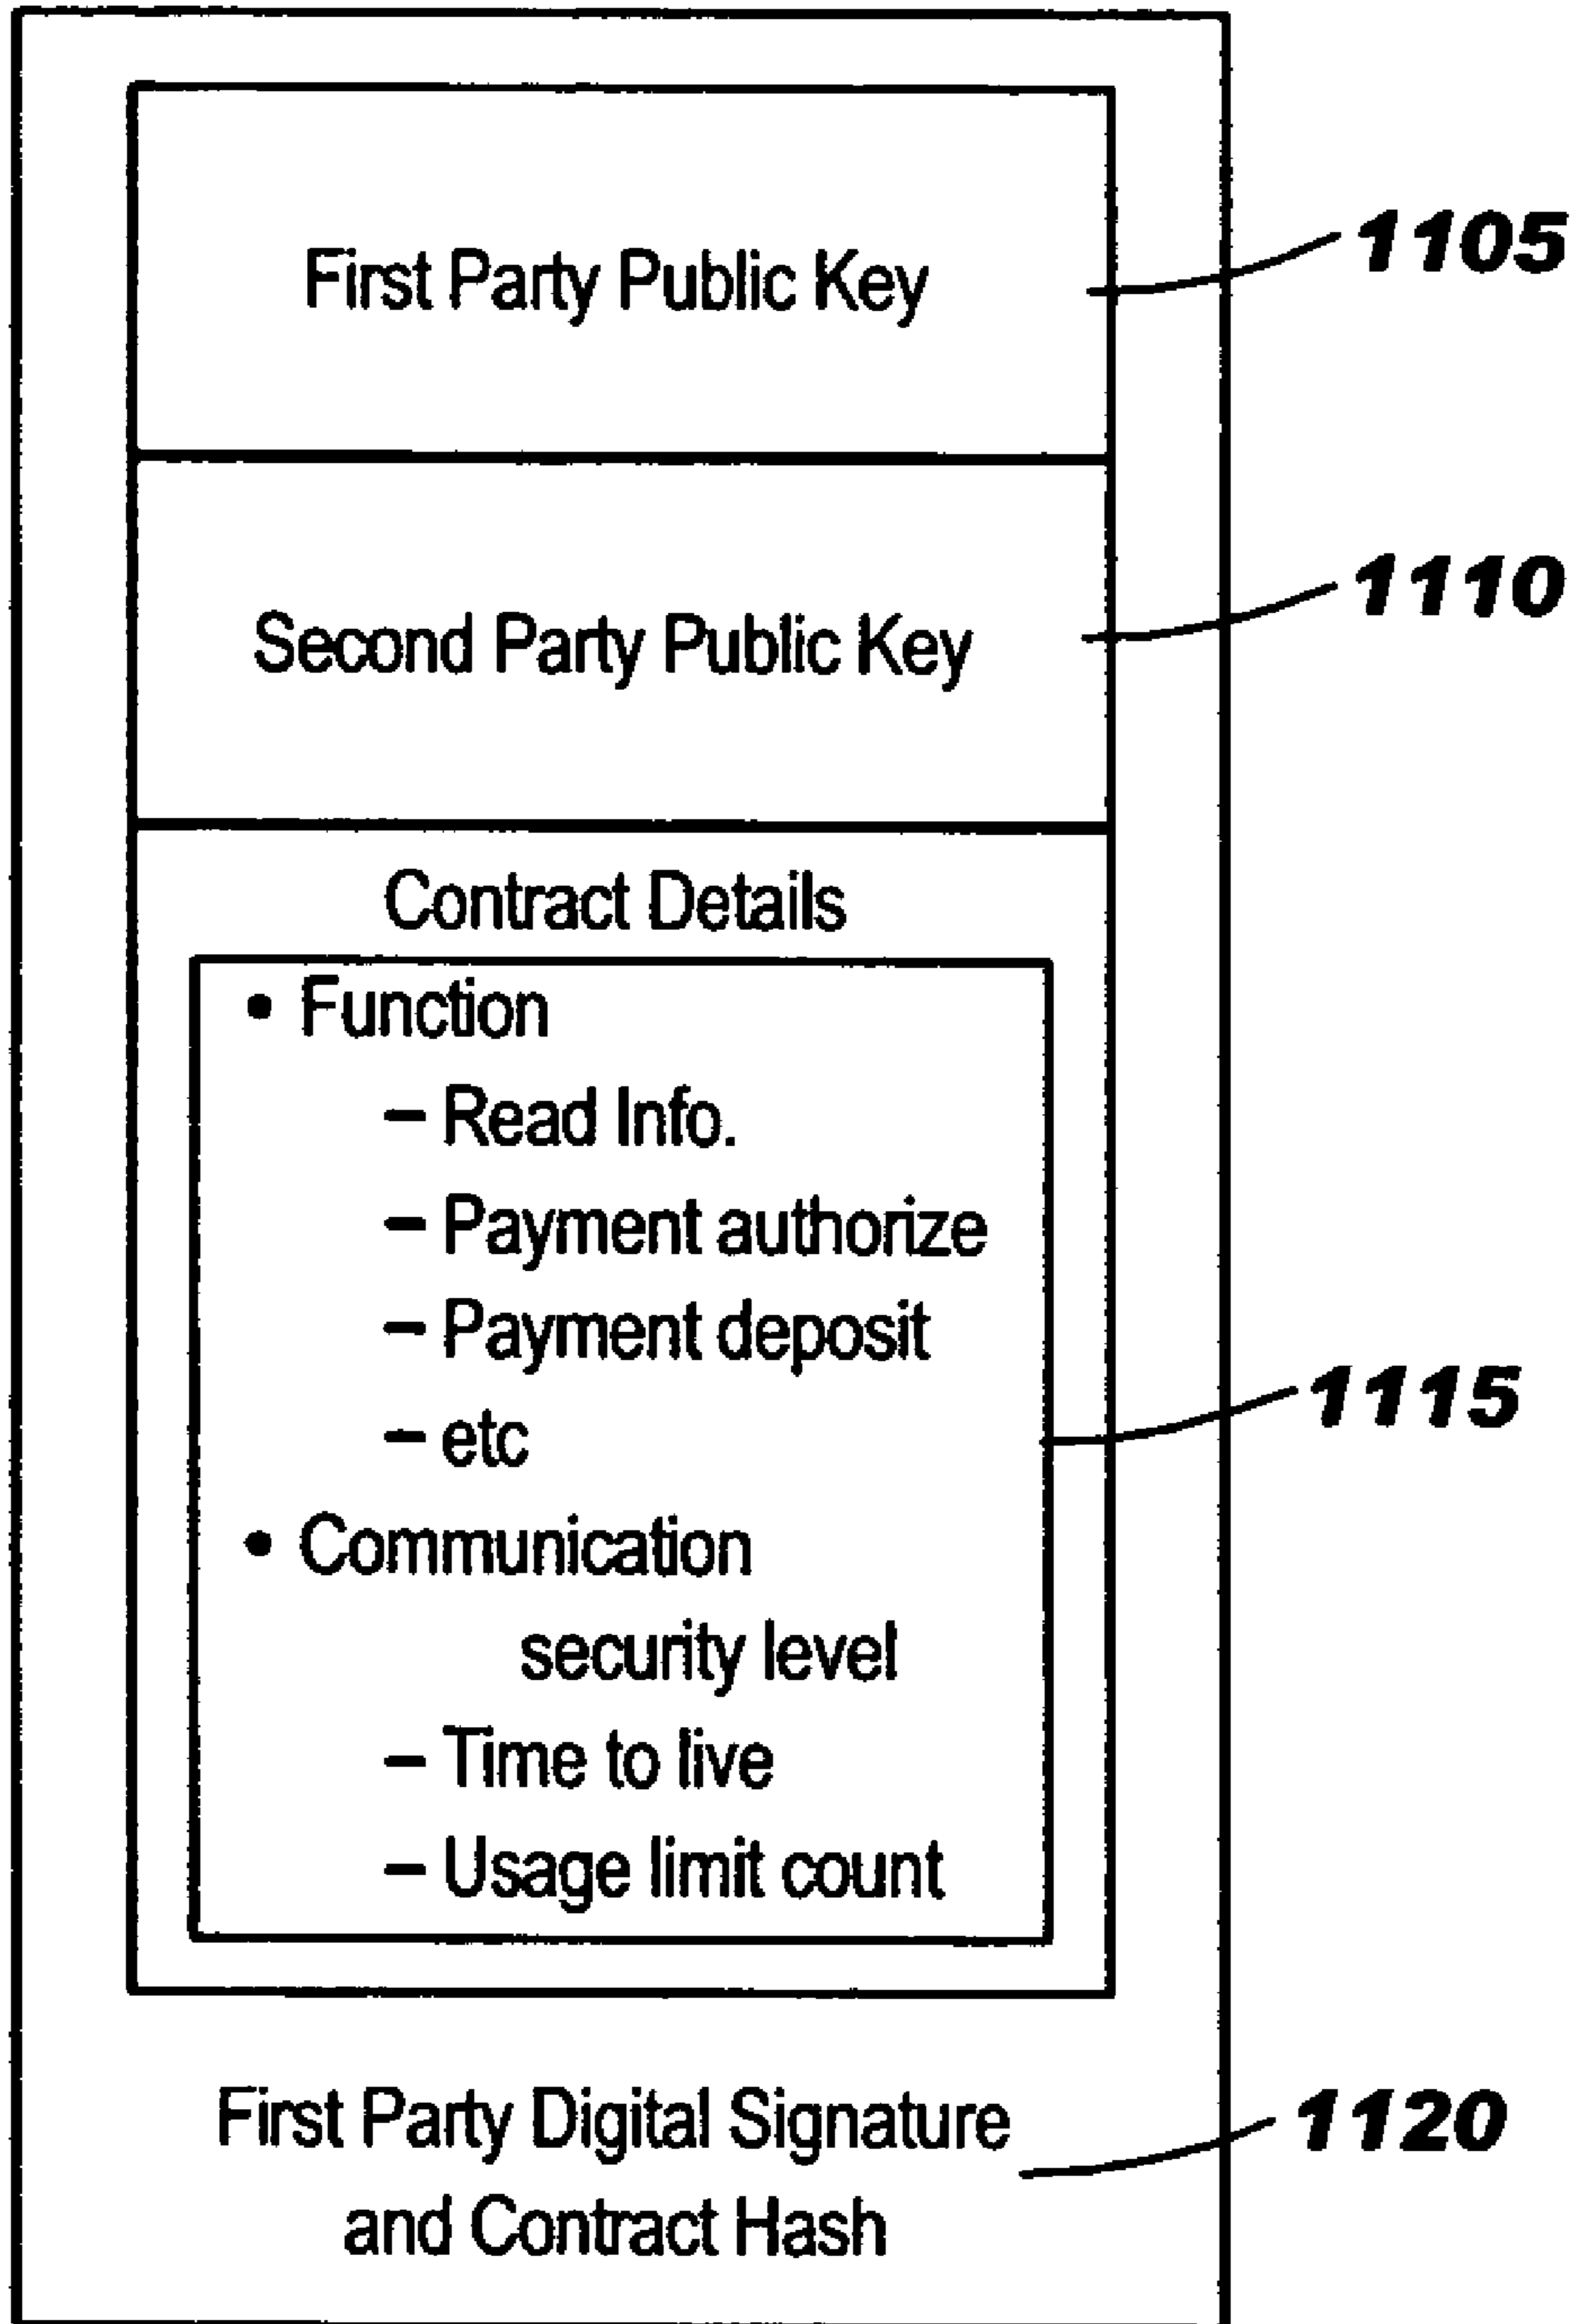 First Party Public Key
1105
Second Party Public Key
1110
Contract Details
• Function
– Read Info.
– Payment authorize
– Payment deposit
– etc
1115
• Communication
security level
– Time to live
– Usage limit count
First Party Digital Signature
and Contract Hash
1120